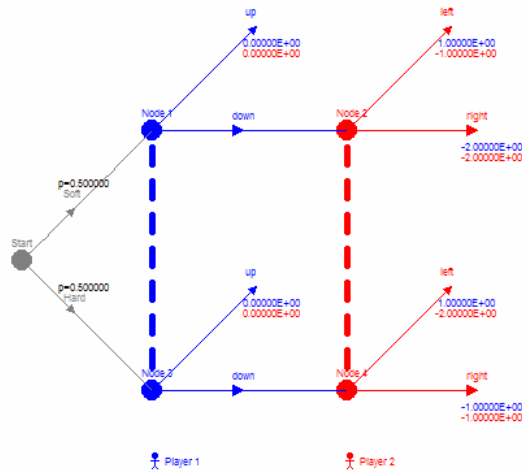 up
0.00000E+00
0.00000E+00
left
1.00000E+00
-1.00000E+00
Node 1
down
Node 2
right
-2.00000E+00
-2.00000E+00
p=0.500000
Soft
Start
p=0.500000
Hard
up
0.00000E+00
0.00000E+00
left
1.00000E+00
-2.00000E+00
Node 3
down
Node 4
right
-1.00000E+00
-1.00000E+00
Player 1
Player 2